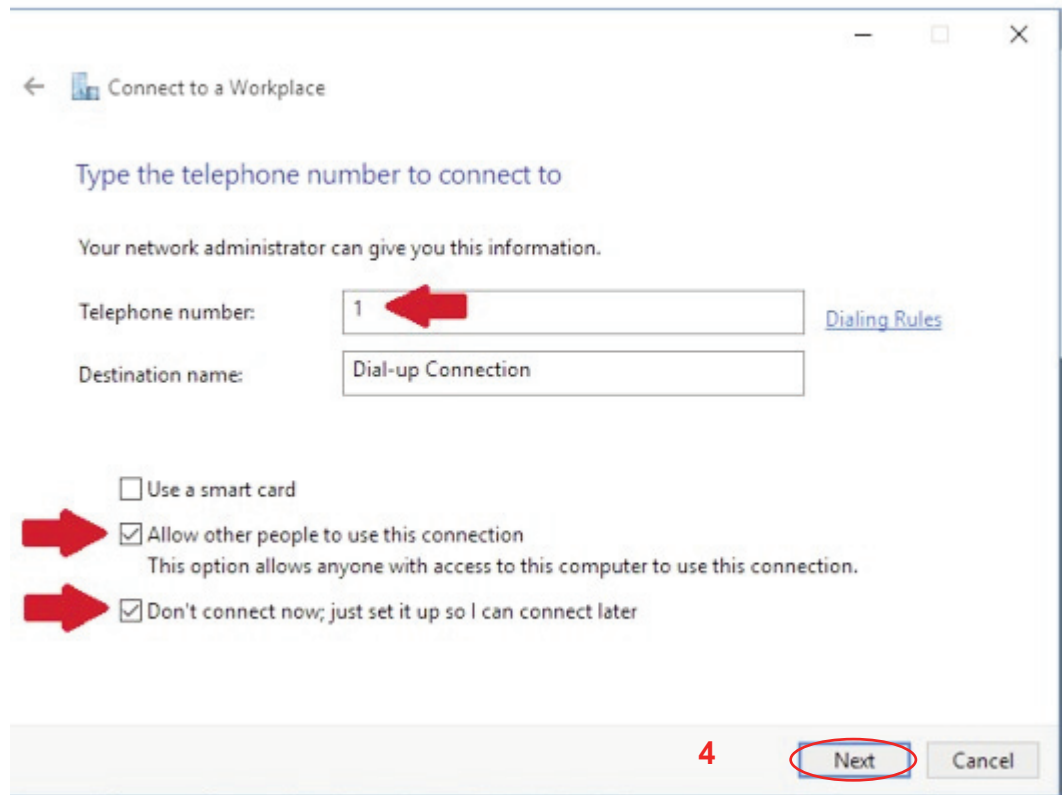 Connect to a Workplace
Type the telephone number to connect to
Your network administrator can give you this information.
Telephone number: 1 Dialing Rules
Destination name: Dial-up Connection
Use a smart card
Allow other people to use this connection
This option allows anyone with access to this computer to use this connection.
Don't connect now; just set it up so I can connect later
4 Next Cancel